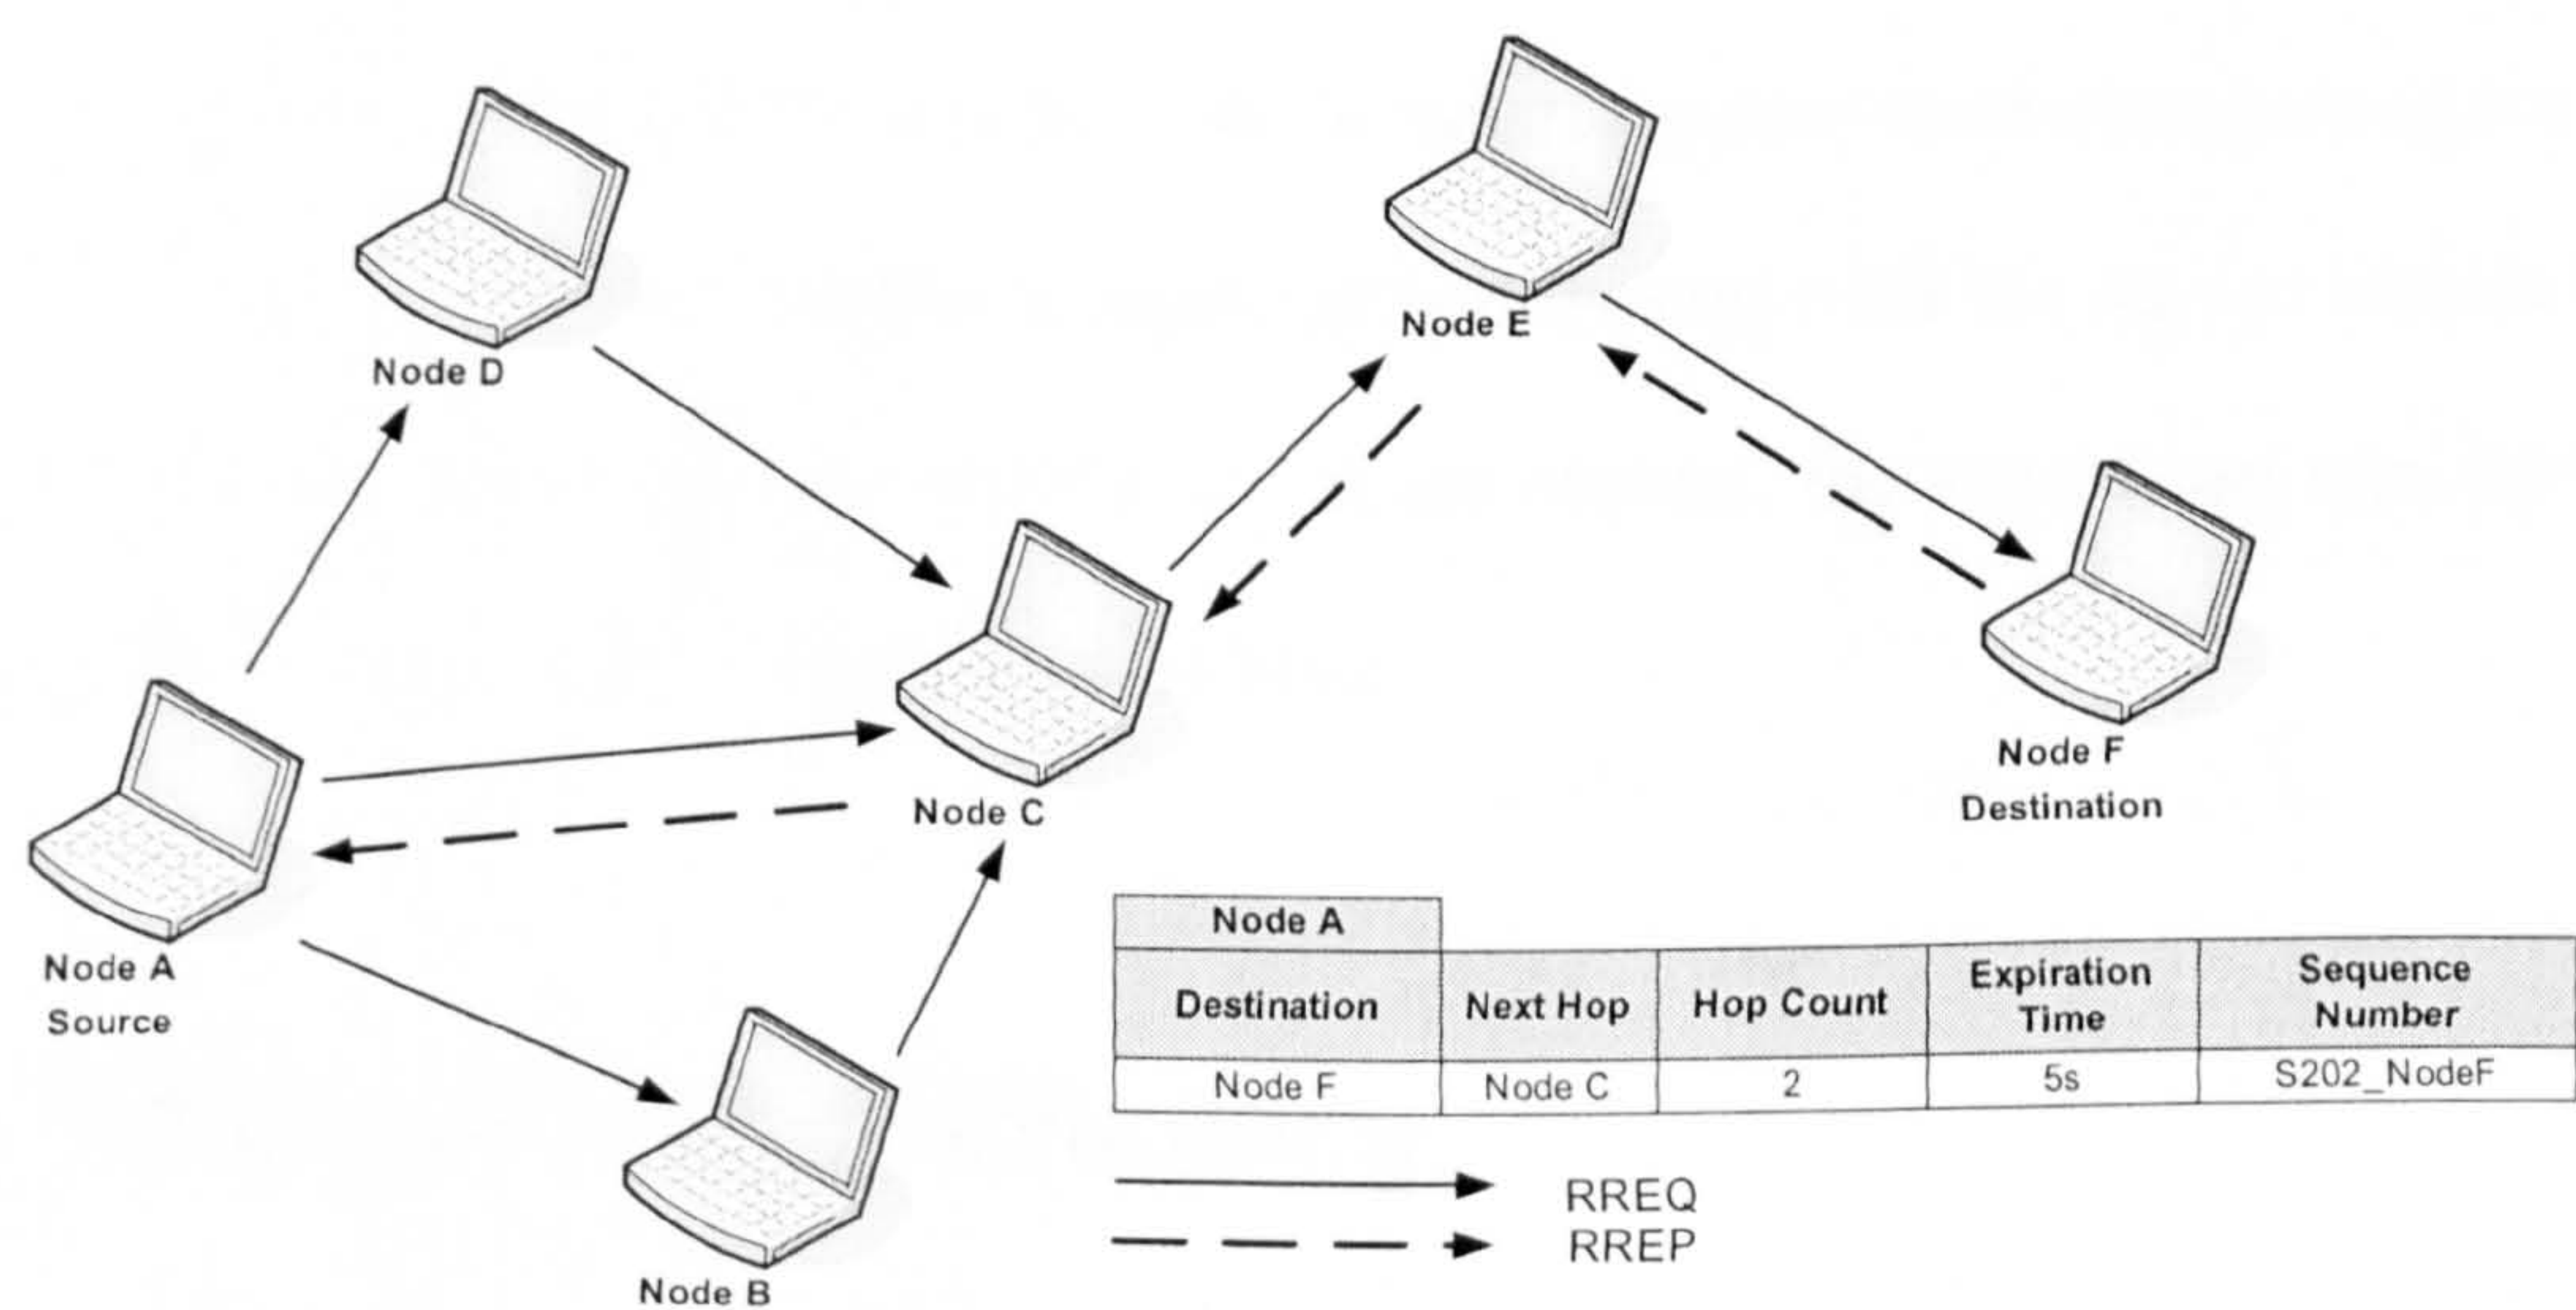 Node D
Node E
Node C
Node F
Destination
Node A
Source
Node B
Node A
Destination Next Hop Hop Count Expiration Time Sequence Number
Node F Node C 2 5s S202_NodeF
RREQ
RREP